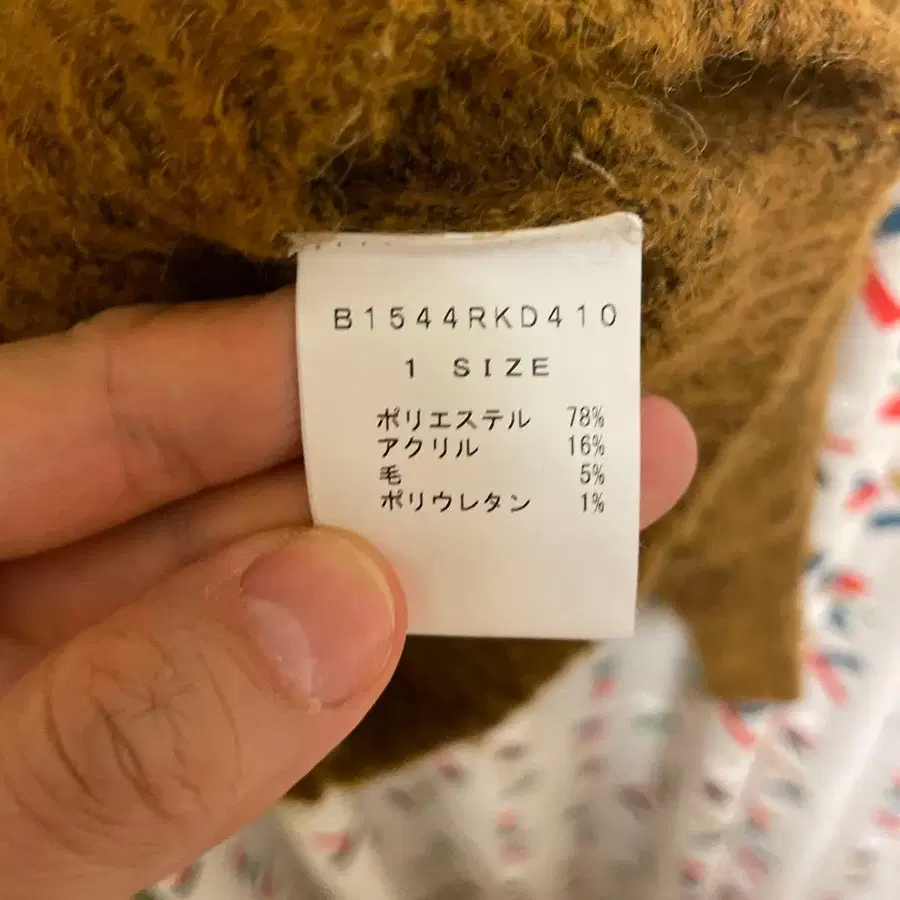 B1544RKD410
1 SIZE
ポリエステル 78%
アクリル 16%
毛 5%
ポリウレタン 1%